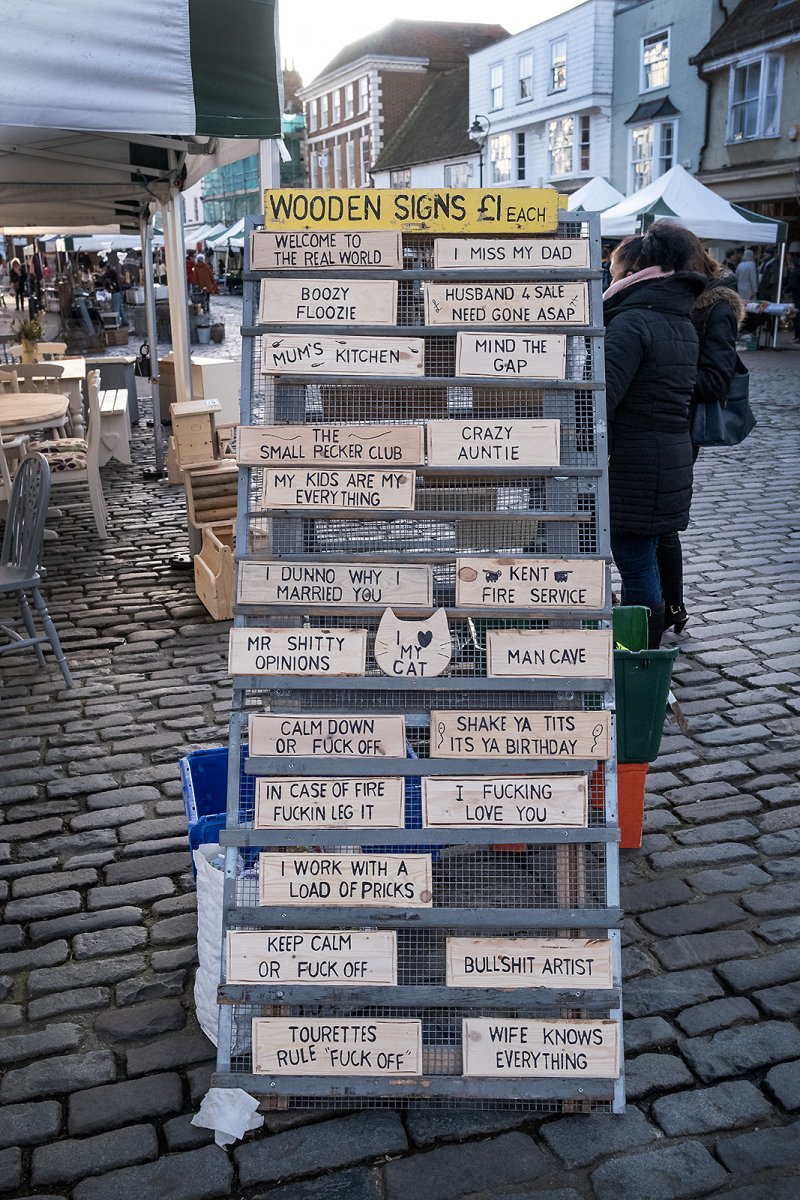 WOODEN SIGNS £1 EACH
WELCOME TO THE
REAL WORLD
I MISS MY DAD
BOOZY
FLOOZIE
HUSBAND 4 SALE
NEED GONE ASAP
MUM'S KITCHEN
MIND THE
GAP
THE
SMALL PECKER CLUB
CRAZY
AUNTIE
MY KIDS ARE MY
EVERYTHING
I DUNNO WHY I
MARRIED YOU
KENT
FIRE SERVICE
MR SHITTY
OPINIONS
I
MY
CAT
MAN CAVE
CALM DOWN
OR FUCK OFF
SHAKE YA TITS
ITS YA BIRTHDAY
IN CASE OF FIRE
FUCKIN LEG IT
I FUCKING
LOVE YOU
I WORK WITH A
LOAD OF PRICKS
KEEP CALM
OR FUCK OFF
BULLSHIT ARTIST
TOURETTES
RULE "FUCK OFF"
WIFE KNOWS
EVERYTHING